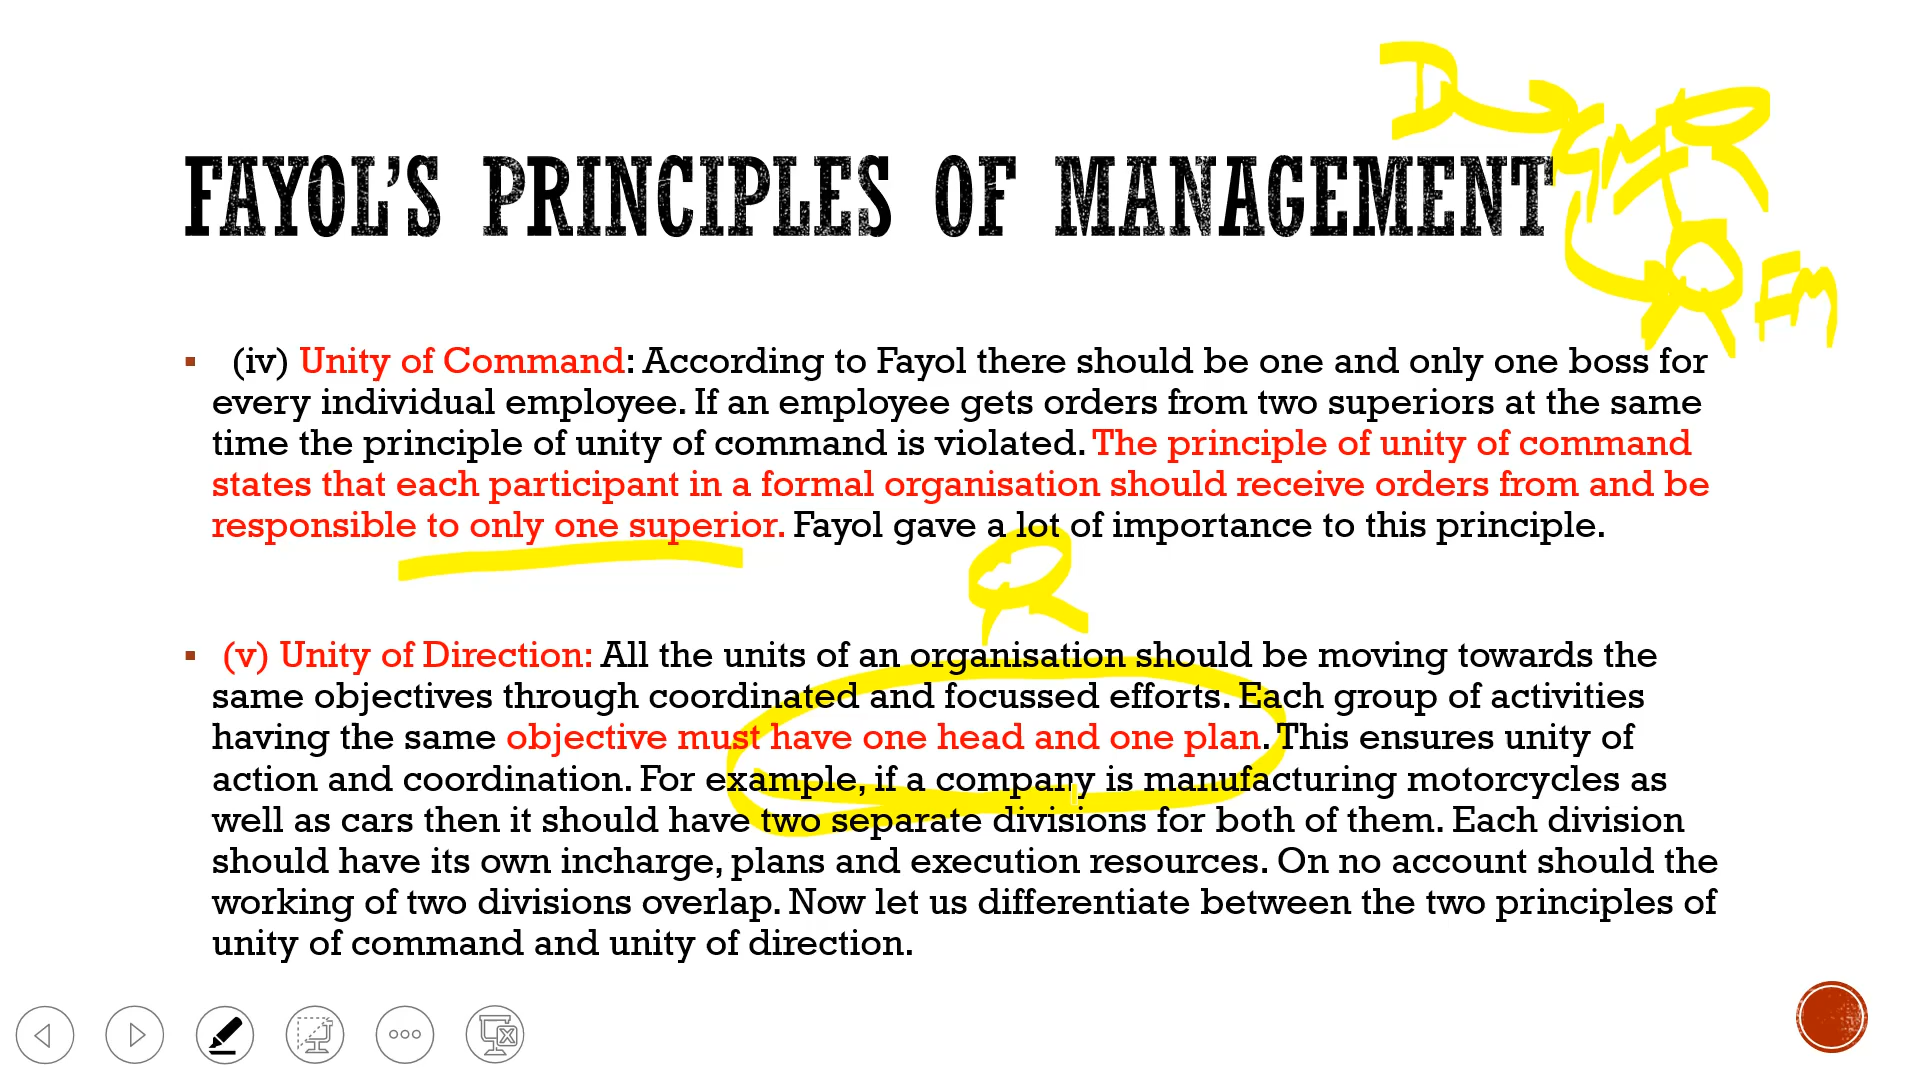 D
GM
EM
FAYOL'S PRINCIPLES OF MANAGEMENT
▪ (iv) Unity of Command: According to Fayol there should be one and only one boss for
every individual employee. If an employee gets orders from two superiors at the same
time the principle of unity of command is violated. The principle of unity of command
states that each participant in a formal organisation should receive orders from and be
responsible to only one superior. Fayol gave a lot of importance to this principle.
▪ (v) Unity of Direction: All the units of an organisation should be moving towards the
same objectives through coordinated and focussed efforts. Each group of activities
having the same objective must have one head and one plan. This ensures unity of
action and coordination. For example, if a company is manufacturing motorcycles as
well as cars then it should have two separate divisions for both of them. Each division
should have its own incharge, plans and execution resources. On no account should the
working of two divisions overlap. Now let us differentiate between the two principles of
unity of command and unity of direction.